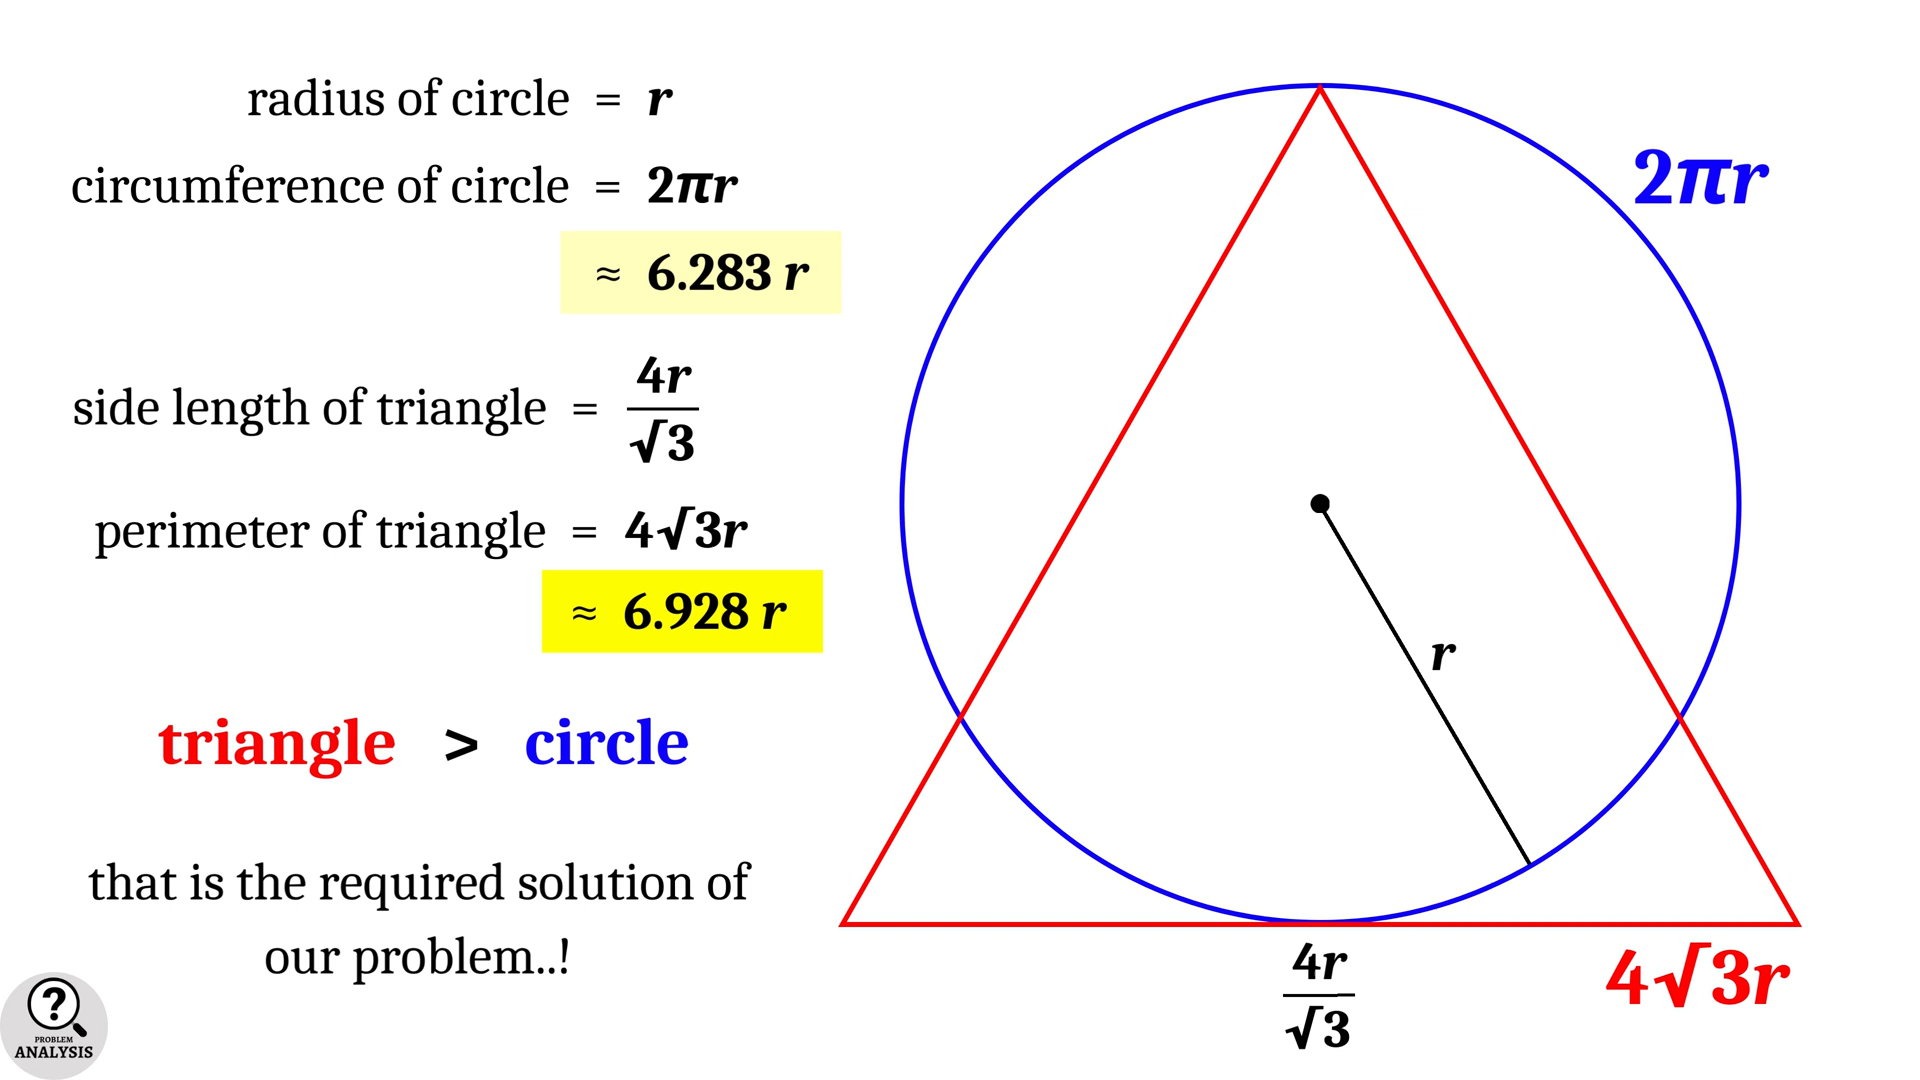 radius of circle = r
circumference of circle = 2πr
≈ 6.283 r
side length of triangle = 4r/√3
perimeter of triangle = 4√3r
≈ 6.928 r
triangle > circle
that is the required solution of
our problem..!
?
PROBLEM
ANALYSIS
2πr
r
4r/√3
4√3r